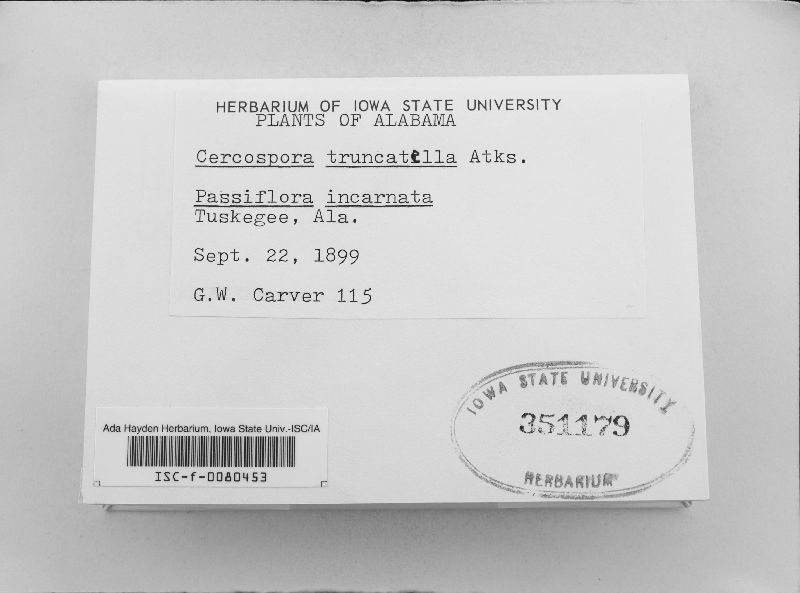 HERBARIUM OF IOWA STATE UNIVERSITY
PLANTS OF ALABAMA
Cercospora truncatella Atks.
Passiflora incarnata
Tuskegee, Ala.
Sept. 22, 1899
G.W. Carver 115
IOWA STATE UNIVERSITY
351179
HERBARIUM
Ada Hayden Herbarium, Iowa State Univ.-ISC/IA
ISC-f-0080453